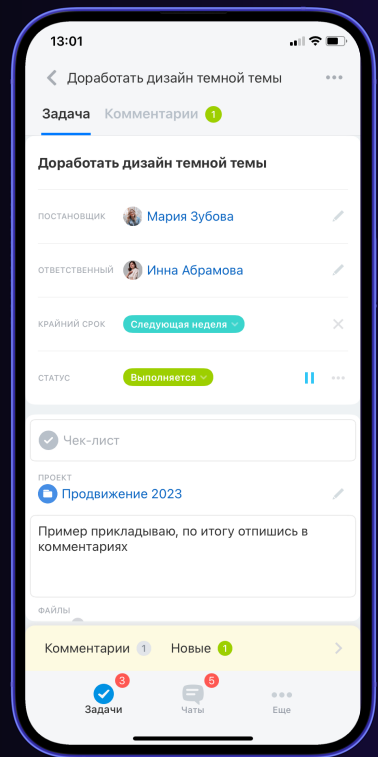 13:01
Доработать дизайн темной темы
Задача Комментарии 1
Доработать дизайн темной темы
ПОСТАНОВЩИК Мария Зубова
ОТВЕТСТВЕННЫЙ Инна Абрамова
КРАЙНИЙ СРОК Следующая неделя
СТАТУС Выполняется
Чек-лист
ПРОЕКТ
Продвижение 2023
Пример прикладываю, по итогу отпишись в
комментариях
ФАЙЛЫ
Комментарии 1 Новые 1
3 5
Задачи Чаты Еще